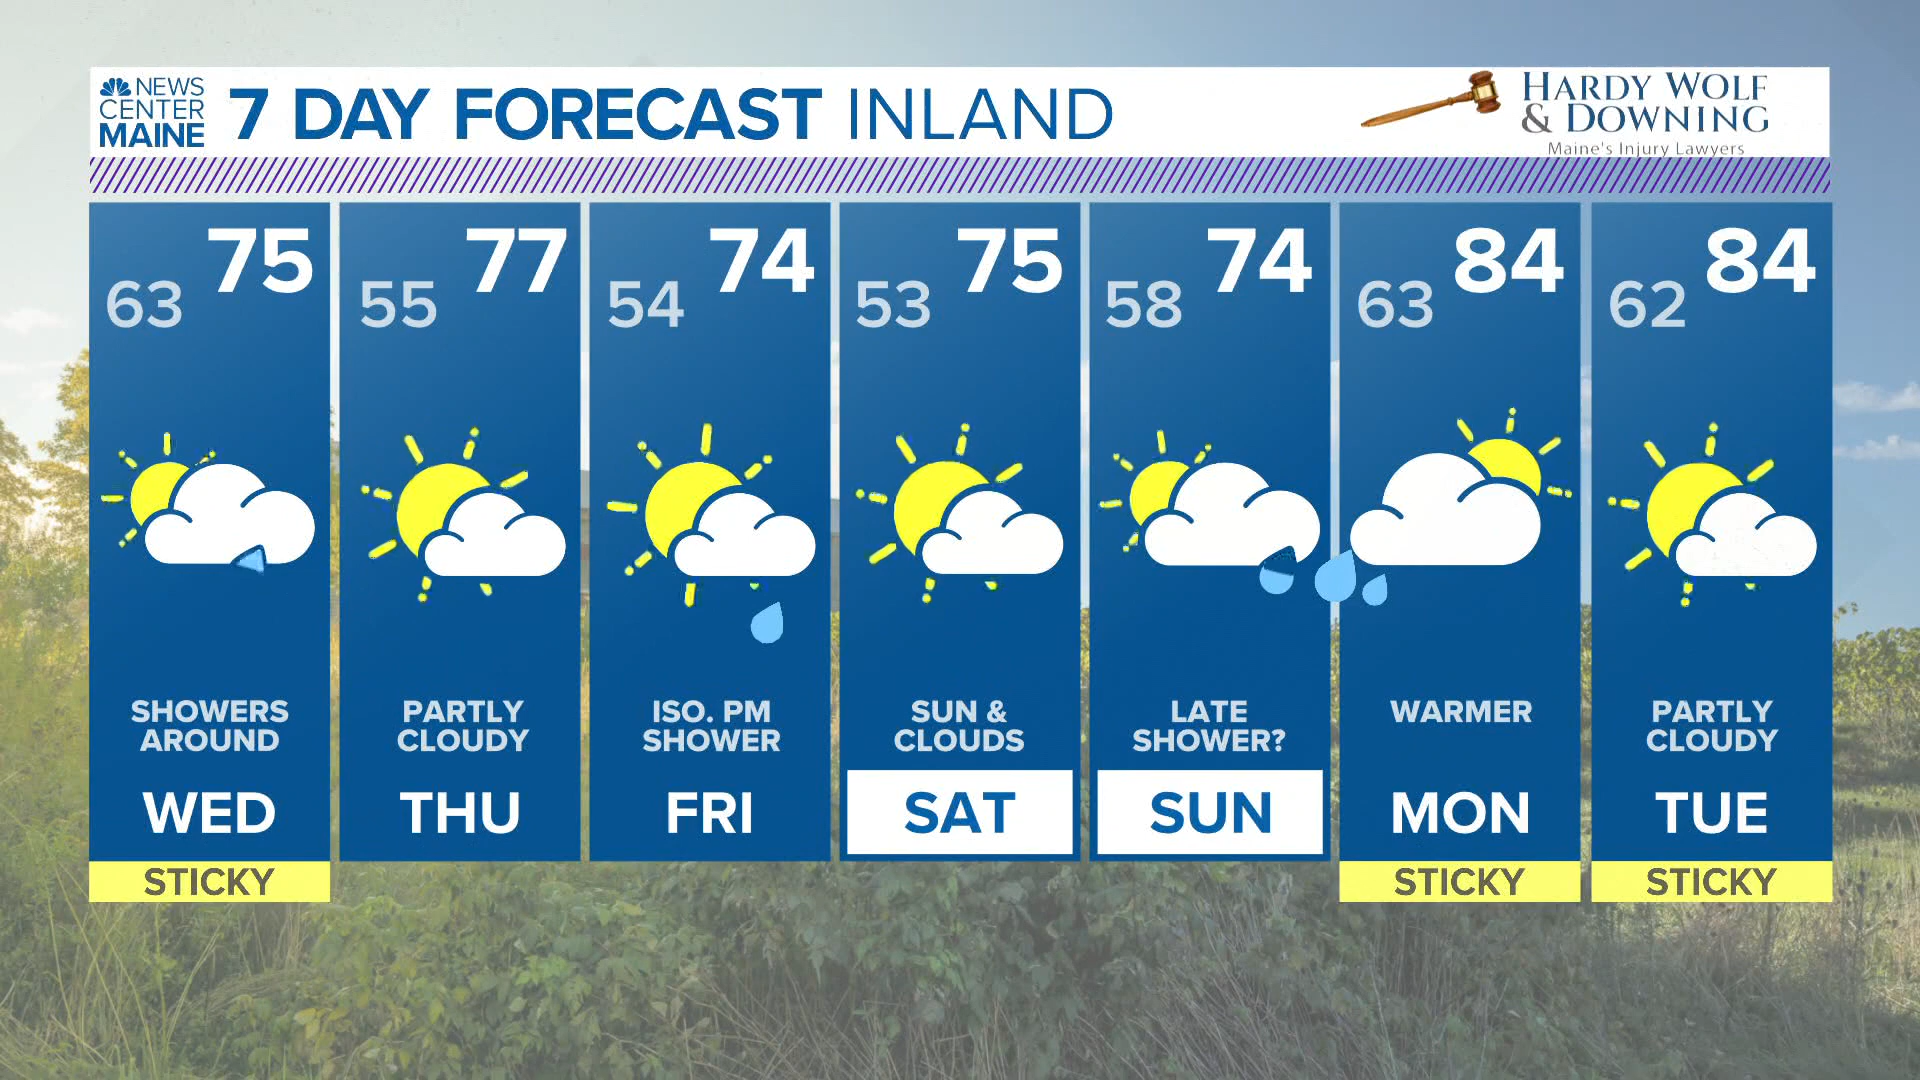 NEWS
CENTER
MAINE
7 DAY FORECAST INLAND
HARDY WOLF
& DOWNING
Maine's Injury Lawyers
63 75
SHOWERS
AROUND
WED
STICKY
55 77
PARTLY
CLOUDY
THU
54 74
ISO. PM
SHOWER
FRI
53 75
SUN &
CLOUDS
SAT
58 74
LATE
SHOWER?
SUN
63 84
WARMER
MON
STICKY
62 84
PARTLY
CLOUDY
TUE
STICKY